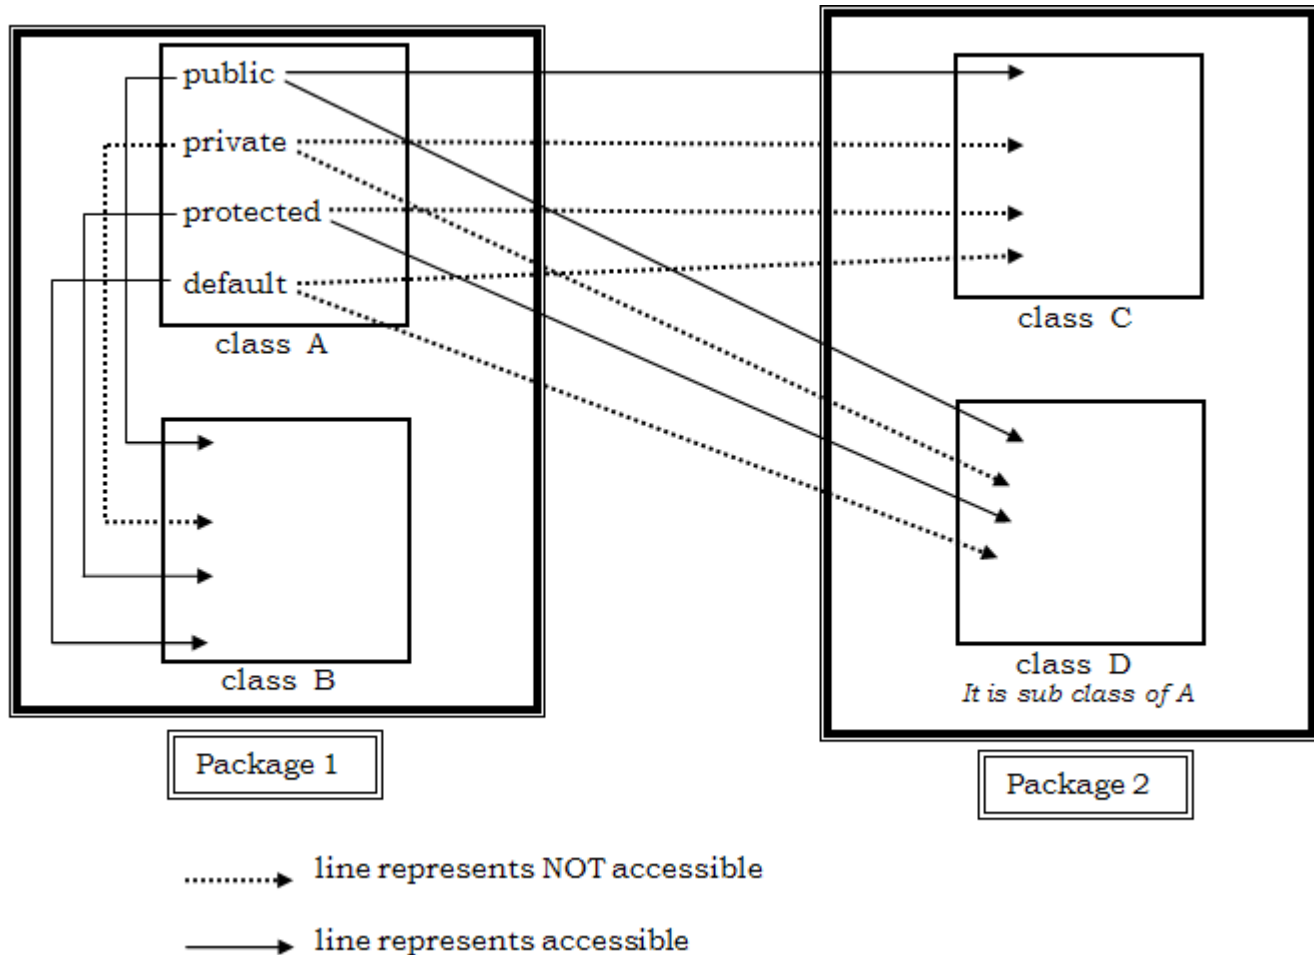 public
private
protected
default
class A
class B
Package 1
class C
class D
It is sub class of A
Package 2
line represents NOT accessible
line represents accessible